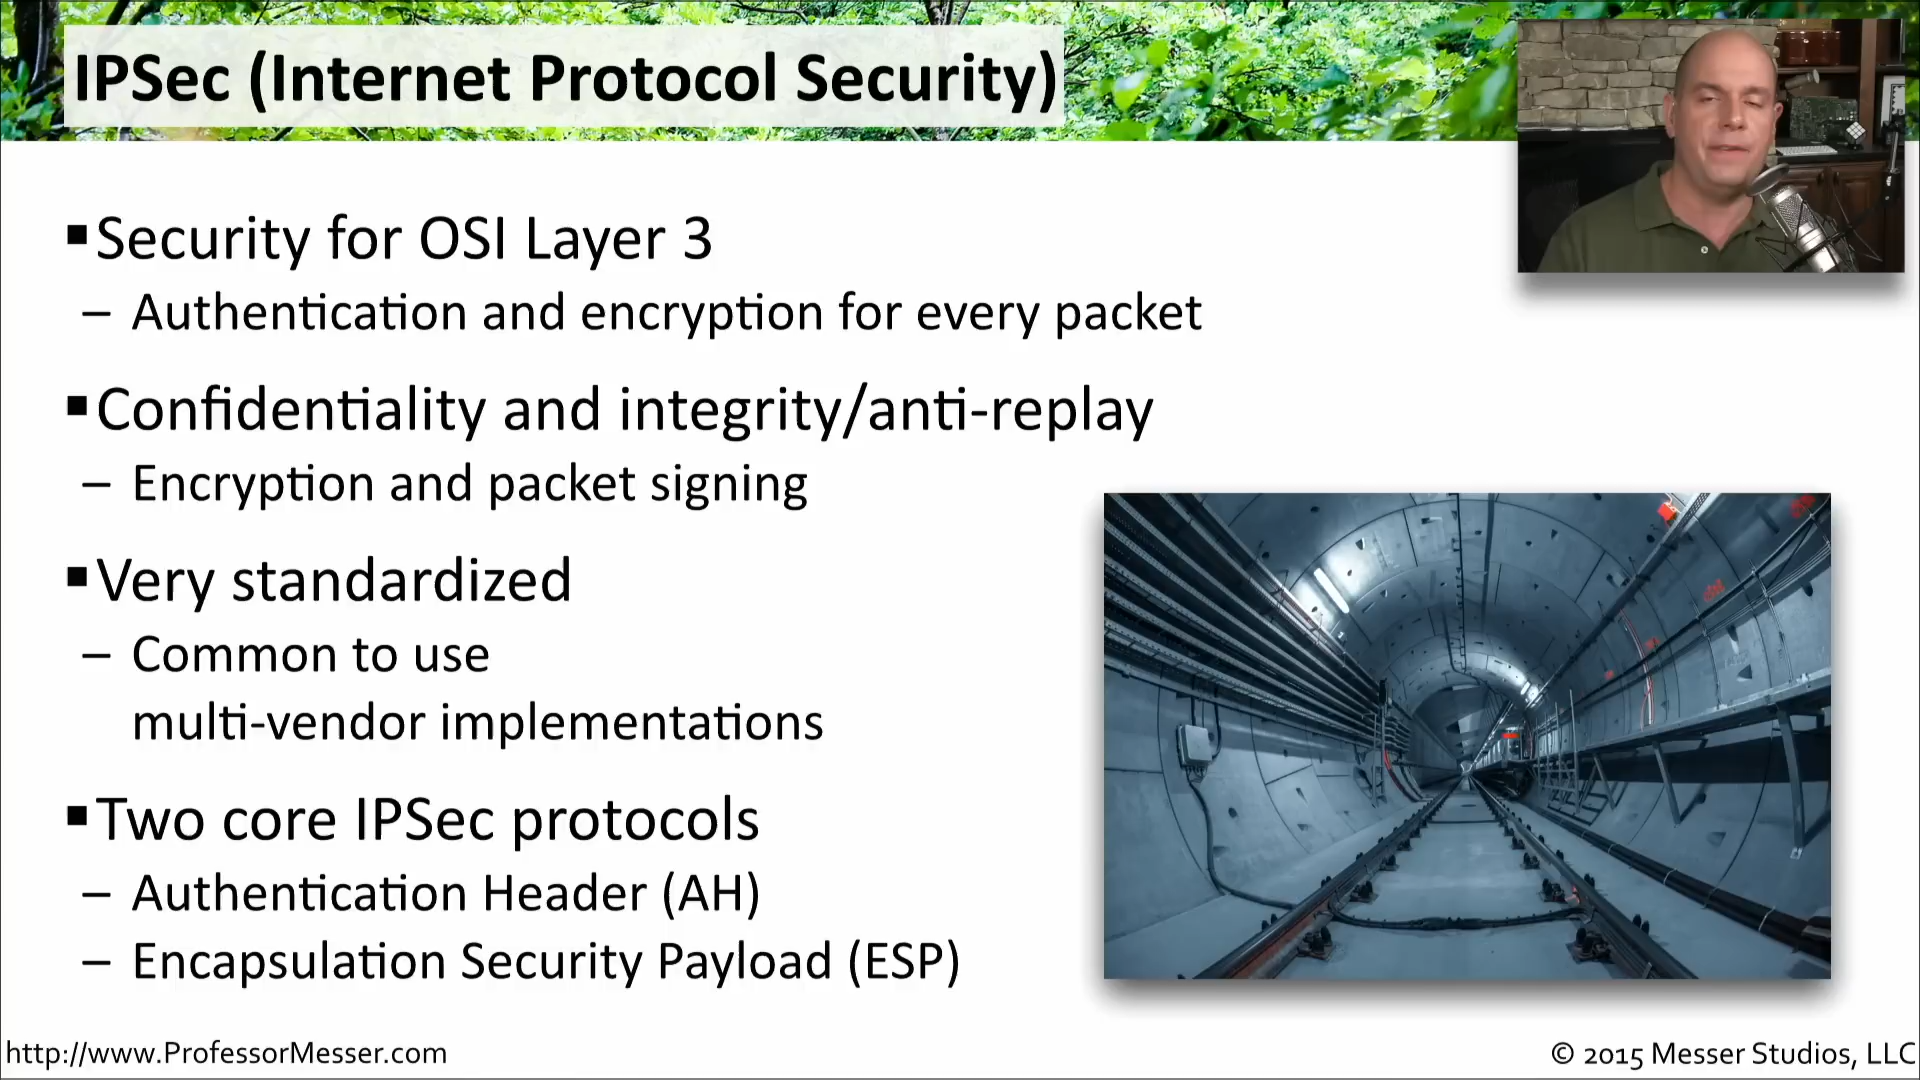 IPSec (Internet Protocol Security)
▪Security for OSI Layer 3
– Authentication and encryption for every packet
▪Confidentiality and integrity/anti-replay
– Encryption and packet signing
▪Very standardized
– Common to use
multi-vendor implementations
▪Two core IPSec protocols
– Authentication Header (AH)
– Encapsulation Security Payload (ESP)
http://www.ProfessorMesser.com
© 2015 Messer Studios, LLC